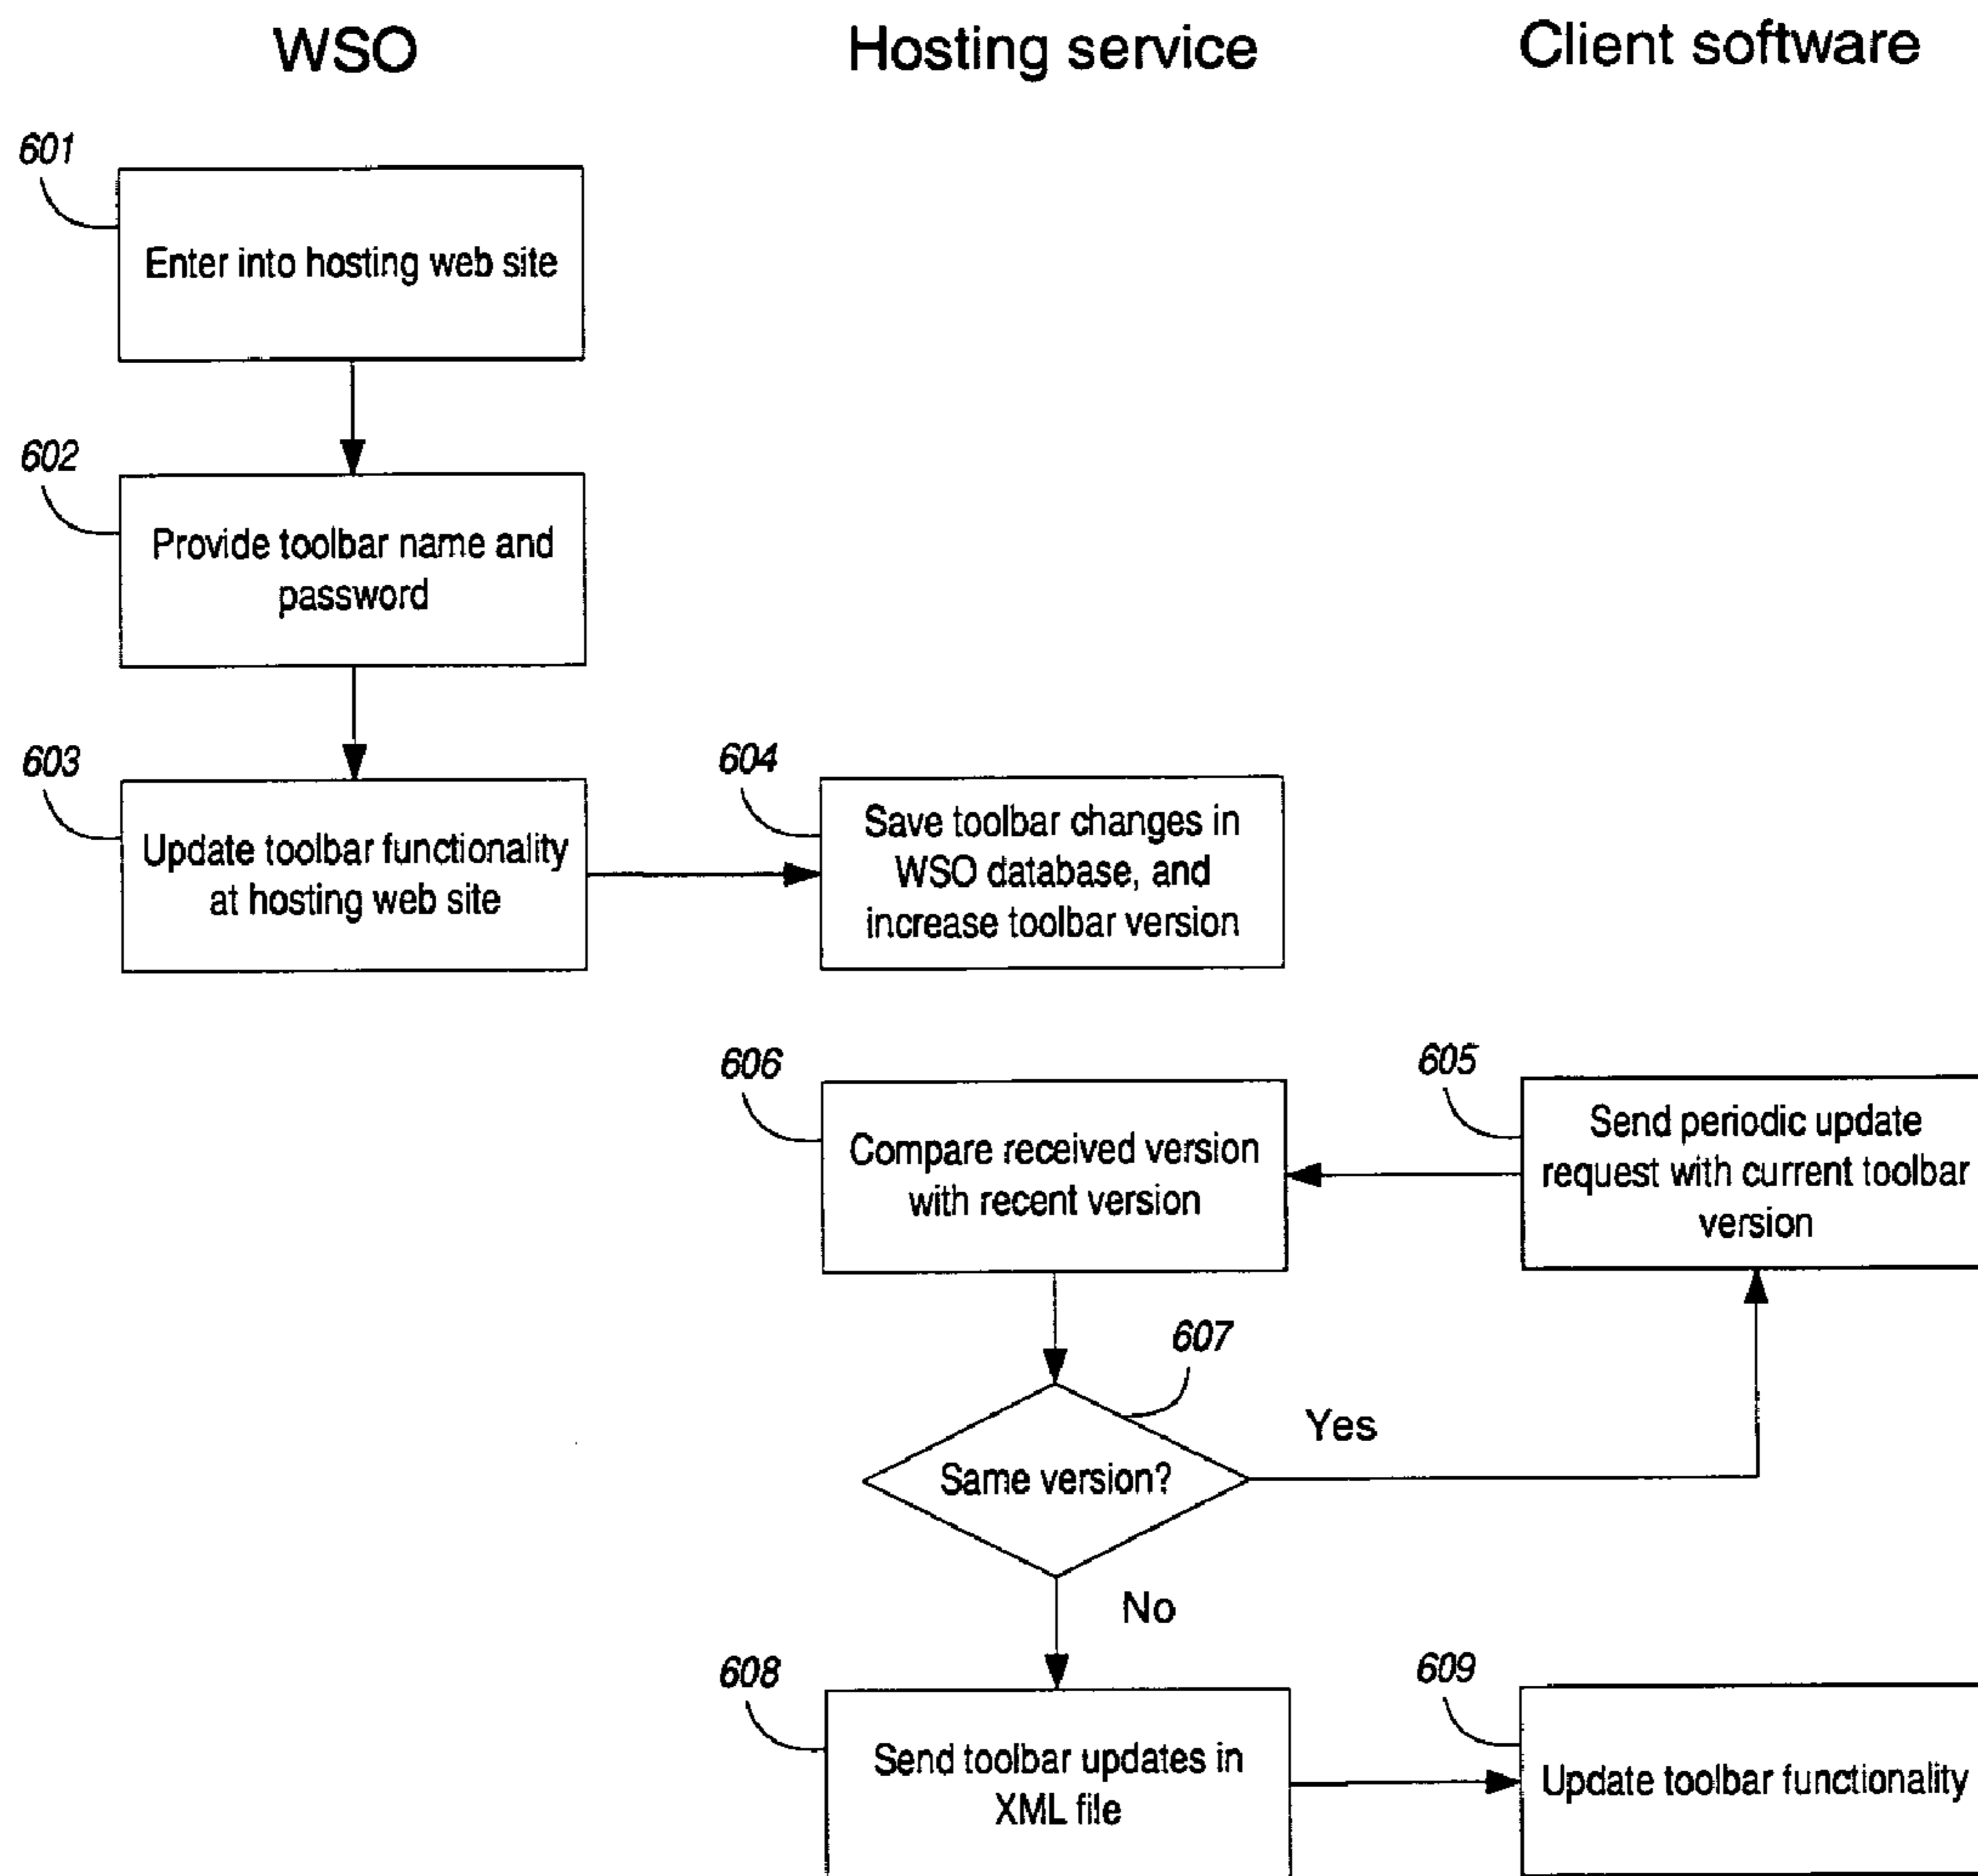 WSO
Hosting service
Client software
601
Enter into hosting web site
602
Provide toolbar name and
password
603
Update toolbar functionality
at hosting web site
604
Save toolbar changes in
WSO database, and
increase toolbar version
605
Send periodic update
request with current toolbar
version
606
Compare received version
with recent version
607
Same version?
Yes
No
608
Send toolbar updates in
XML file
609
Update toolbar functionality